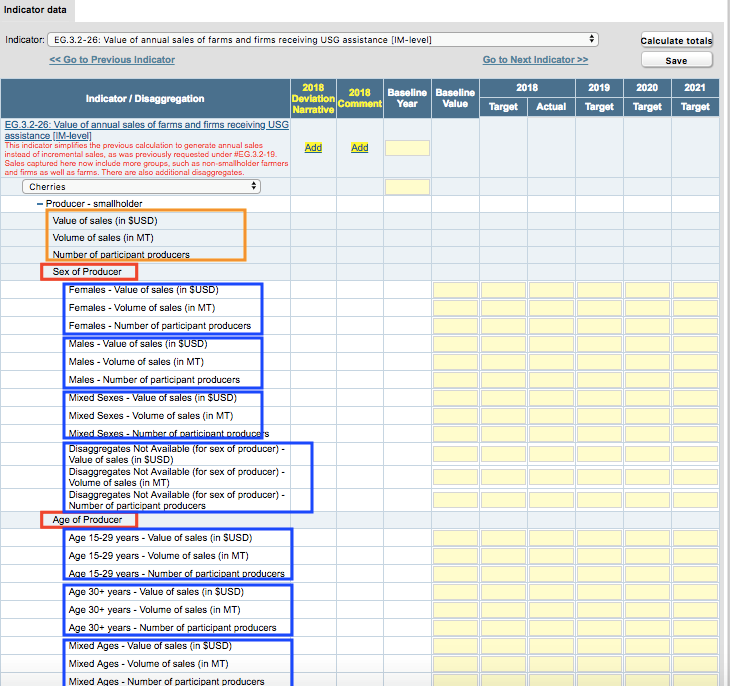 Indicator data
Indicator: EG.3.2-26: Value of annual sales of farms and firms receiving USG assistance [IM-level]
Calculate totals
<< Go to Previous Indicator
Go to Next Indicator >>
Save
Indicator / Disaggregation
2018 Deviation Narrative
2018 Comment
Baseline Year
Baseline Value
2018
2019
2020
2021
Target
Actual
Target
Target
Target
EG.3.2-26: Value of annual sales of farms and firms receiving USG
assistance [IM-level]
This indicator simplifies the previous calculation to generate annual sales
instead of incremental sales, as was previously requested under #EG.3.2-19.
Sales captured here now include more groups, such as non-smallholder farmers
and firms as well as farms. There are also additional disaggregates.
Add
Add
Cherries
− Producer - smallholder
Value of sales (in $USD)
Volume of sales (in MT)
Number of participant producers
Sex of Producer
Females - Value of sales (in $USD)
Females - Volume of sales (in MT)
Females - Number of participant producers
Males - Value of sales (in $USD)
Males - Volume of sales (in MT)
Males - Number of participant producers
Mixed Sexes - Value of sales (in $USD)
Mixed Sexes - Volume of sales (in MT)
Mixed Sexes - Number of participant producers
Disaggregates Not Available (for sex of producer) -
Value of sales (in $USD)
Disaggregates Not Available (for sex of producer) -
Volume of sales (in MT)
Disaggregates Not Available (for sex of producer) -
Number of participant producers
Age of Producer
Age 15-29 years - Value of sales (in $USD)
Age 15-29 years - Volume of sales (in MT)
Age 15-29 years - Number of participant producers
Age 30+ years - Value of sales (in $USD)
Age 30+ years - Volume of sales (in MT)
Age 30+ years - Number of participant producers
Mixed Ages - Value of sales (in $USD)
Mixed Ages - Volume of sales (in MT)
Mixed Ages - Number of participant producers